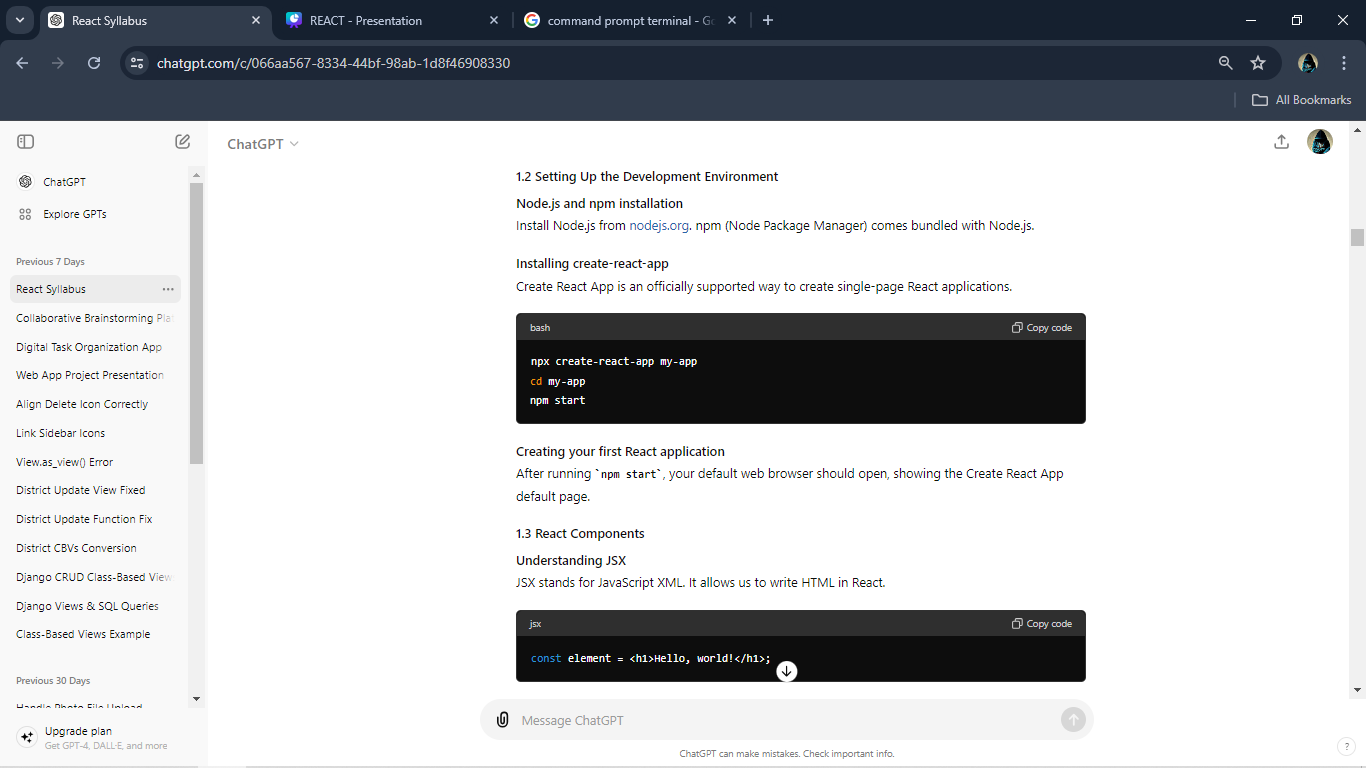 React Syllabus
REACT - Presentation
command prompt terminal - Go
chatgpt.com/c/066aa567-8334-44bf-98ab-1d8f46908330
All Bookmarks
ChatGPT
Explore GPTs
Previous 7 Days
React Syllabus
Collaborative Brainstorming Pla
Digital Task Organization App
Web App Project Presentation
Align Delete Icon Correctly
Link Sidebar Icons
View.as_view() Error
District Update View Fixed
District Update Function Fix
District CBVs Conversion
Django CRUD Class-Based View
Django Views & SQL Queries
Class-Based Views Example
Previous 30 Days
Handle Photo File Upload
Upgrade plan
Get GPT-4, DALL·E, and more
ChatGPT
1.2 Setting Up the Development Environment
Node.js and npm installation
Install Node.js from nodejs.org. npm (Node Package Manager) comes bundled with Node.js.
Installing create-react-app
Create React App is an officially supported way to create single-page React applications.
bash
Copy code
npx create-react-app my-app
cd my-app
npm start
Creating your first React application
After running `npm start`, your default web browser should open, showing the Create React App
default page.
1.3 React Components
Understanding JSX
JSX stands for JavaScript XML. It allows us to write HTML in React.
jsx
Copy code
const element = <h1>Hello, world!</h1>;
Message ChatGPT
ChatGPT can make mistakes. Check important info.
?